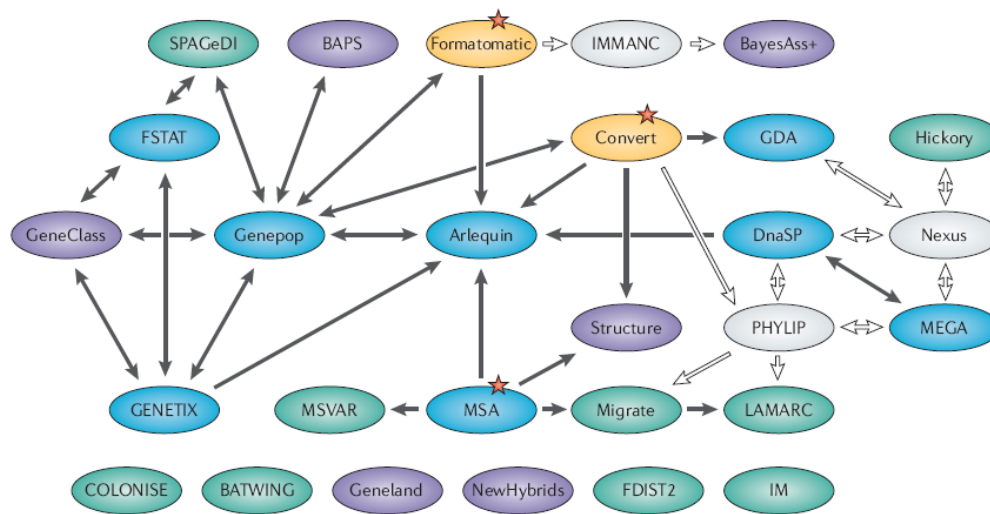 SPAGeDI
BAPS
Formatomatic
IMMANC
BayesAss+
FSTAT
Convert
GDA
Hickory
GeneClass
Genepop
Arlequin
DnaSP
Nexus
Structure
PHYLIP
MEGA
GENETIX
MSVAR
MSA
Migrate
LAMARC
COLONISE
BATWING
Geneland
NewHybrids
FDIST2
IM